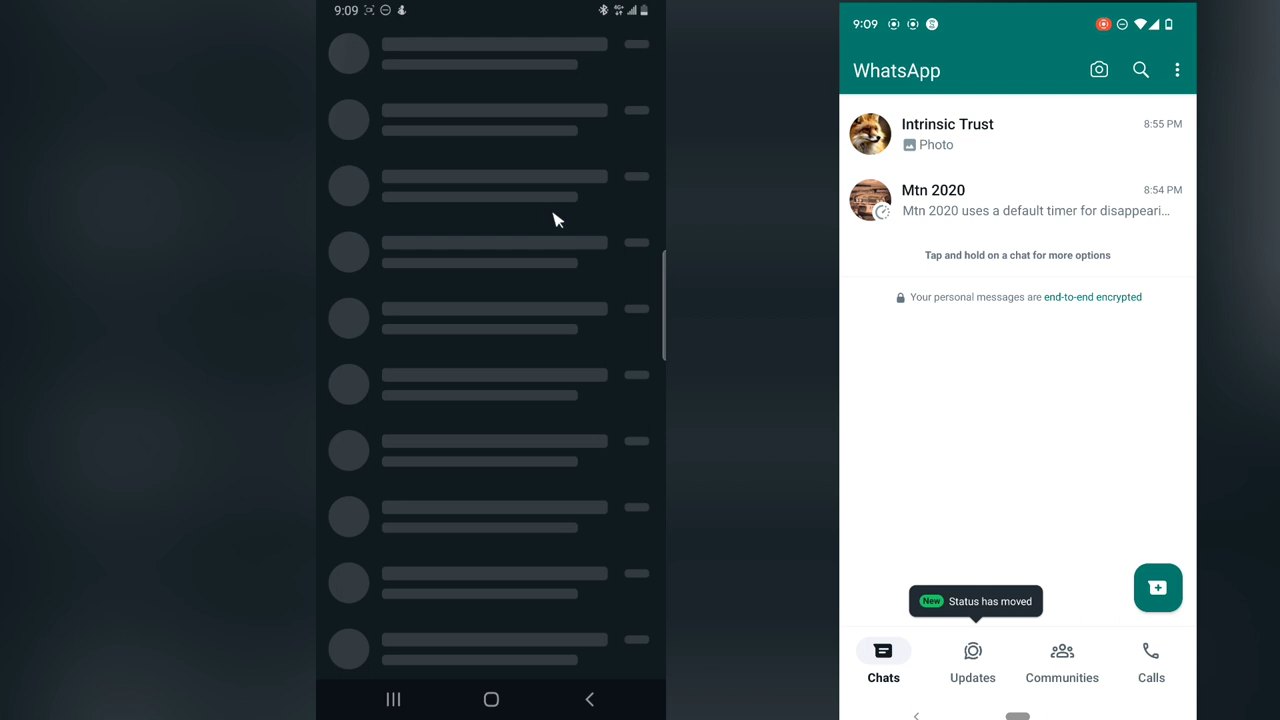 9:09
4G+
9:09
WhatsApp
Intrinsic Trust
8:55 PM
Photo
Mtn 2020
8:54 PM
Mtn 2020 uses a default timer for disappeari...
Tap and hold on a chat for more options
Your personal messages are end-to-end encrypted
New Status has moved
Chats
Updates
Communities
Calls